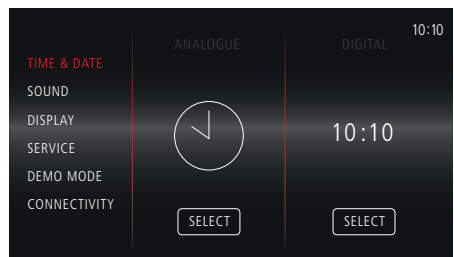 10:10
ANALOGUE
DIGITAL
TIME & DATE
SOUND
DISPLAY
SERVICE
DEMO MODE
CONNECTIVITY
10:10
SELECT
SELECT